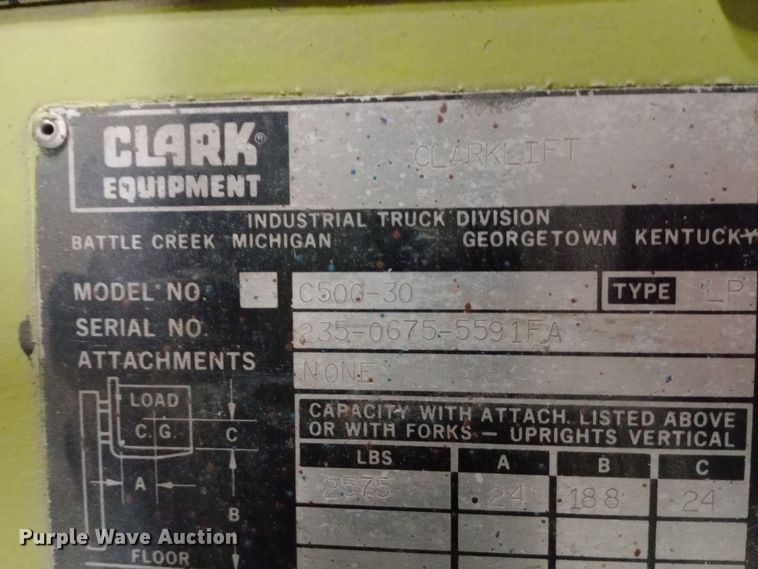 CLARK®
EQUIPMENT
CLARKLIFT
INDUSTRIAL TRUCK DIVISION
BATTLE CREEK MICHIGAN GEORGETOWN KENTUCKY
MODEL NO. C500-30 TYPE LP
SERIAL NO. 235-0675-5591FA
ATTACHMENTS NONE
LOAD
C.G.
C
A
B
FLOOR
CAPACITY WITH ATTACH. LISTED ABOVE
OR WITH FORKS — UPRIGHTS VERTICAL
LBS A B C
2575 24 188 24
Purple Wave Auction